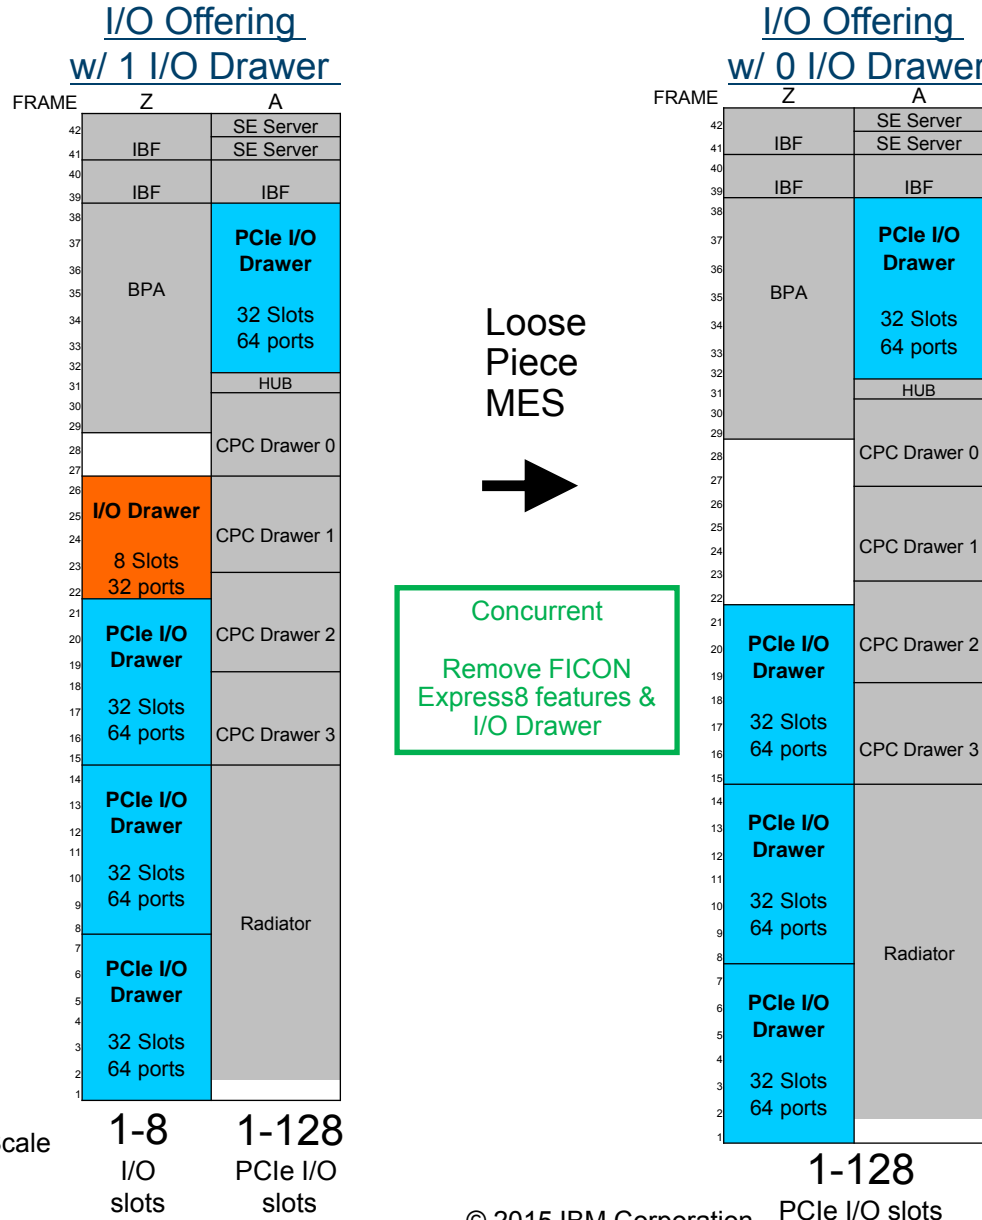 I/O Offering
w/ 1 I/O Drawer
FRAME Z A
42
41
40
39
38
37
36
35
34
33
32
31
30
29
28
27
26
25
24
23
22
21
20
19
18
17
16
15
14
13
12
11
10
9
8
7
6
5
4
3
2
1
IBF
IBF
BPA
I/O Drawer
8 Slots
32 ports
PCIe I/O
Drawer
32 Slots
64 ports
PCIe I/O
Drawer
32 Slots
64 ports
PCIe I/O
Drawer
32 Slots
64 ports
SE Server
SE Server
IBF
PCIe I/O
Drawer
32 Slots
64 ports
HUB
CPC Drawer 0
CPC Drawer 1
CPC Drawer 2
CPC Drawer 3
Radiator
1-8
I/O
slots
1-128
PCIe I/O
slots
Loose
Piece
MES
Concurrent
Remove FICON
Express8 features &
I/O Drawer
I/O Offering
w/ 0 I/O Drawer
FRAME Z A
42
41
40
39
38
37
36
35
34
33
32
31
30
29
28
27
26
25
24
23
22
21
20
19
18
17
16
15
14
13
12
11
10
9
8
7
6
5
4
3
2
1
IBF
IBF
BPA
PCIe I/O
Drawer
32 Slots
64 ports
PCIe I/O
Drawer
32 Slots
64 ports
PCIe I/O
Drawer
32 Slots
64 ports
SE Server
SE Server
IBF
PCIe I/O
Drawer
32 Slots
64 ports
HUB
CPC Drawer 0
CPC Drawer 1
CPC Drawer 2
CPC Drawer 3
Radiator
1-128
PCIe I/O slots
© 2015 IBM Corporation